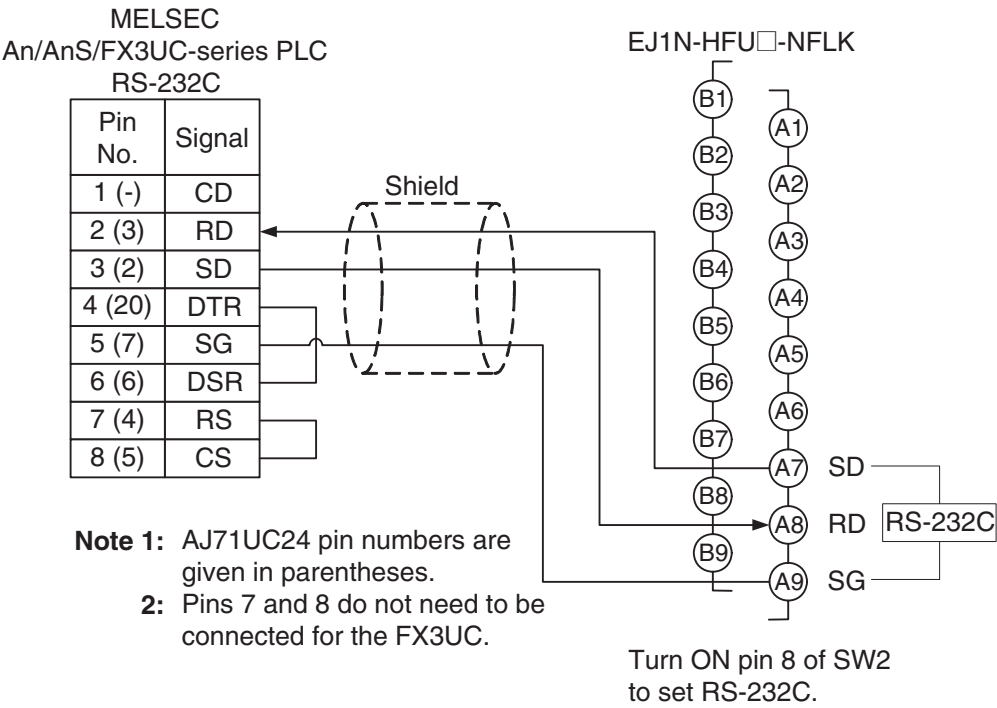 MELSEC
An/AnS/FX3UC-series PLC
RS-232C
Pin No. Signal
1 (-) CD
2 (3) RD
3 (2) SD
4 (20) DTR
5 (7) SG
6 (6) DSR
7 (4) RS
8 (5) CS
Shield
EJ1N-HFU□-NFLK
B1
B2
B3
B4
B5
B6
B7
B8
B9
A1
A2
A3
A4
A5
A6
A7 SD
A8 RD
A9 SG
RS-232C
Note 1: AJ71UC24 pin numbers are
given in parentheses.
2: Pins 7 and 8 do not need to be
connected for the FX3UC.
Turn ON pin 8 of SW2
to set RS-232C.